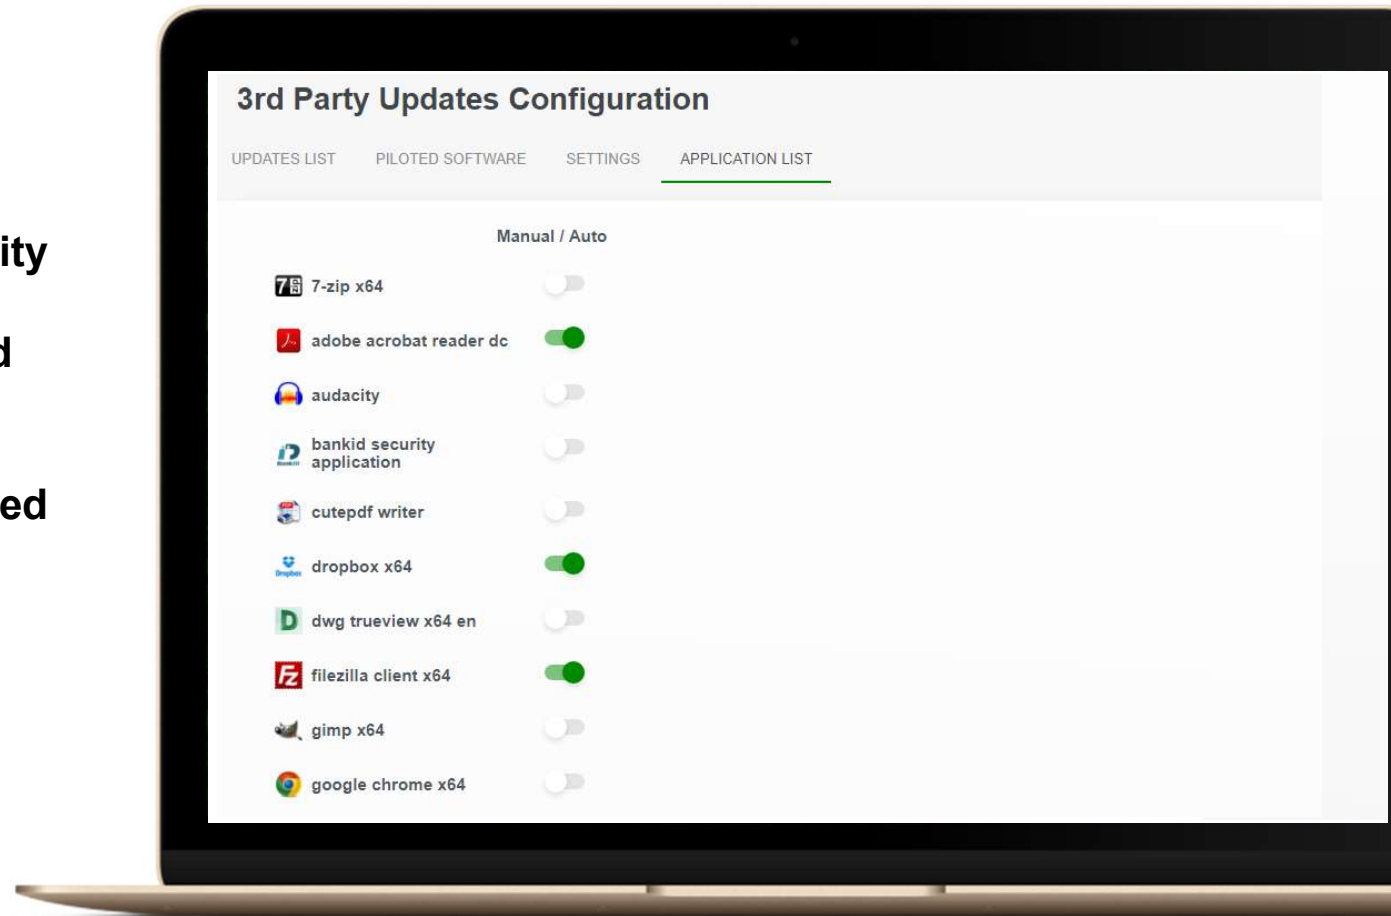 ity
d
ed
3rd Party Updates Configuration
UPDATES LIST PILOTED SOFTWARE SETTINGS APPLICATION LIST
Manual / Auto
7-zip x64
adobe acrobat reader dc
audacity
bankid security
application
cutepdf writer
Dropbox
dropbox x64
dwg trueview x64 en
filezilla client x64
gimp x64
google chrome x64